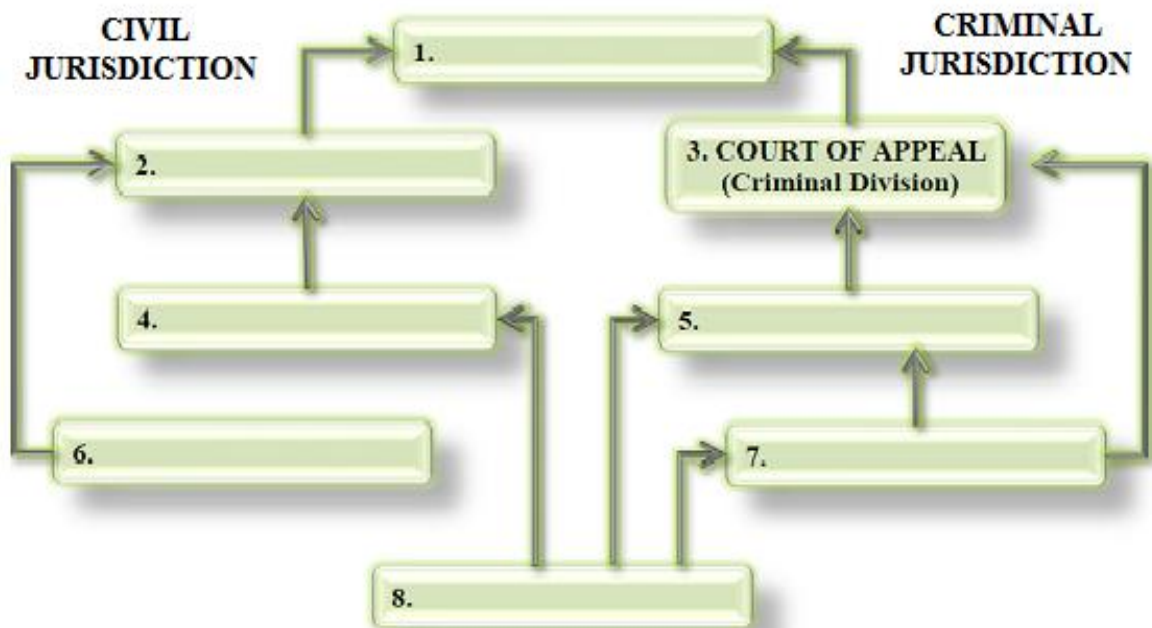 CIVIL
JURISDICTION
CRIMINAL
JURISDICTION
1.
2.
3. COURT OF APPEAL
(Criminal Division)
4.
5.
6.
7.
8.